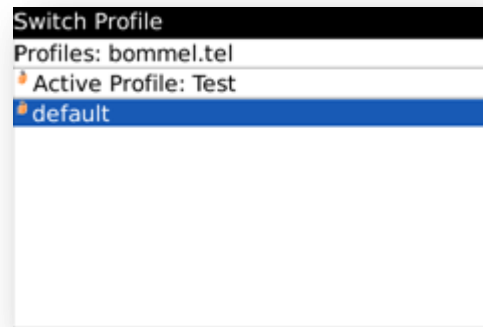 Switch Profile
Profiles: bommel.tel
Active Profile: Test
default